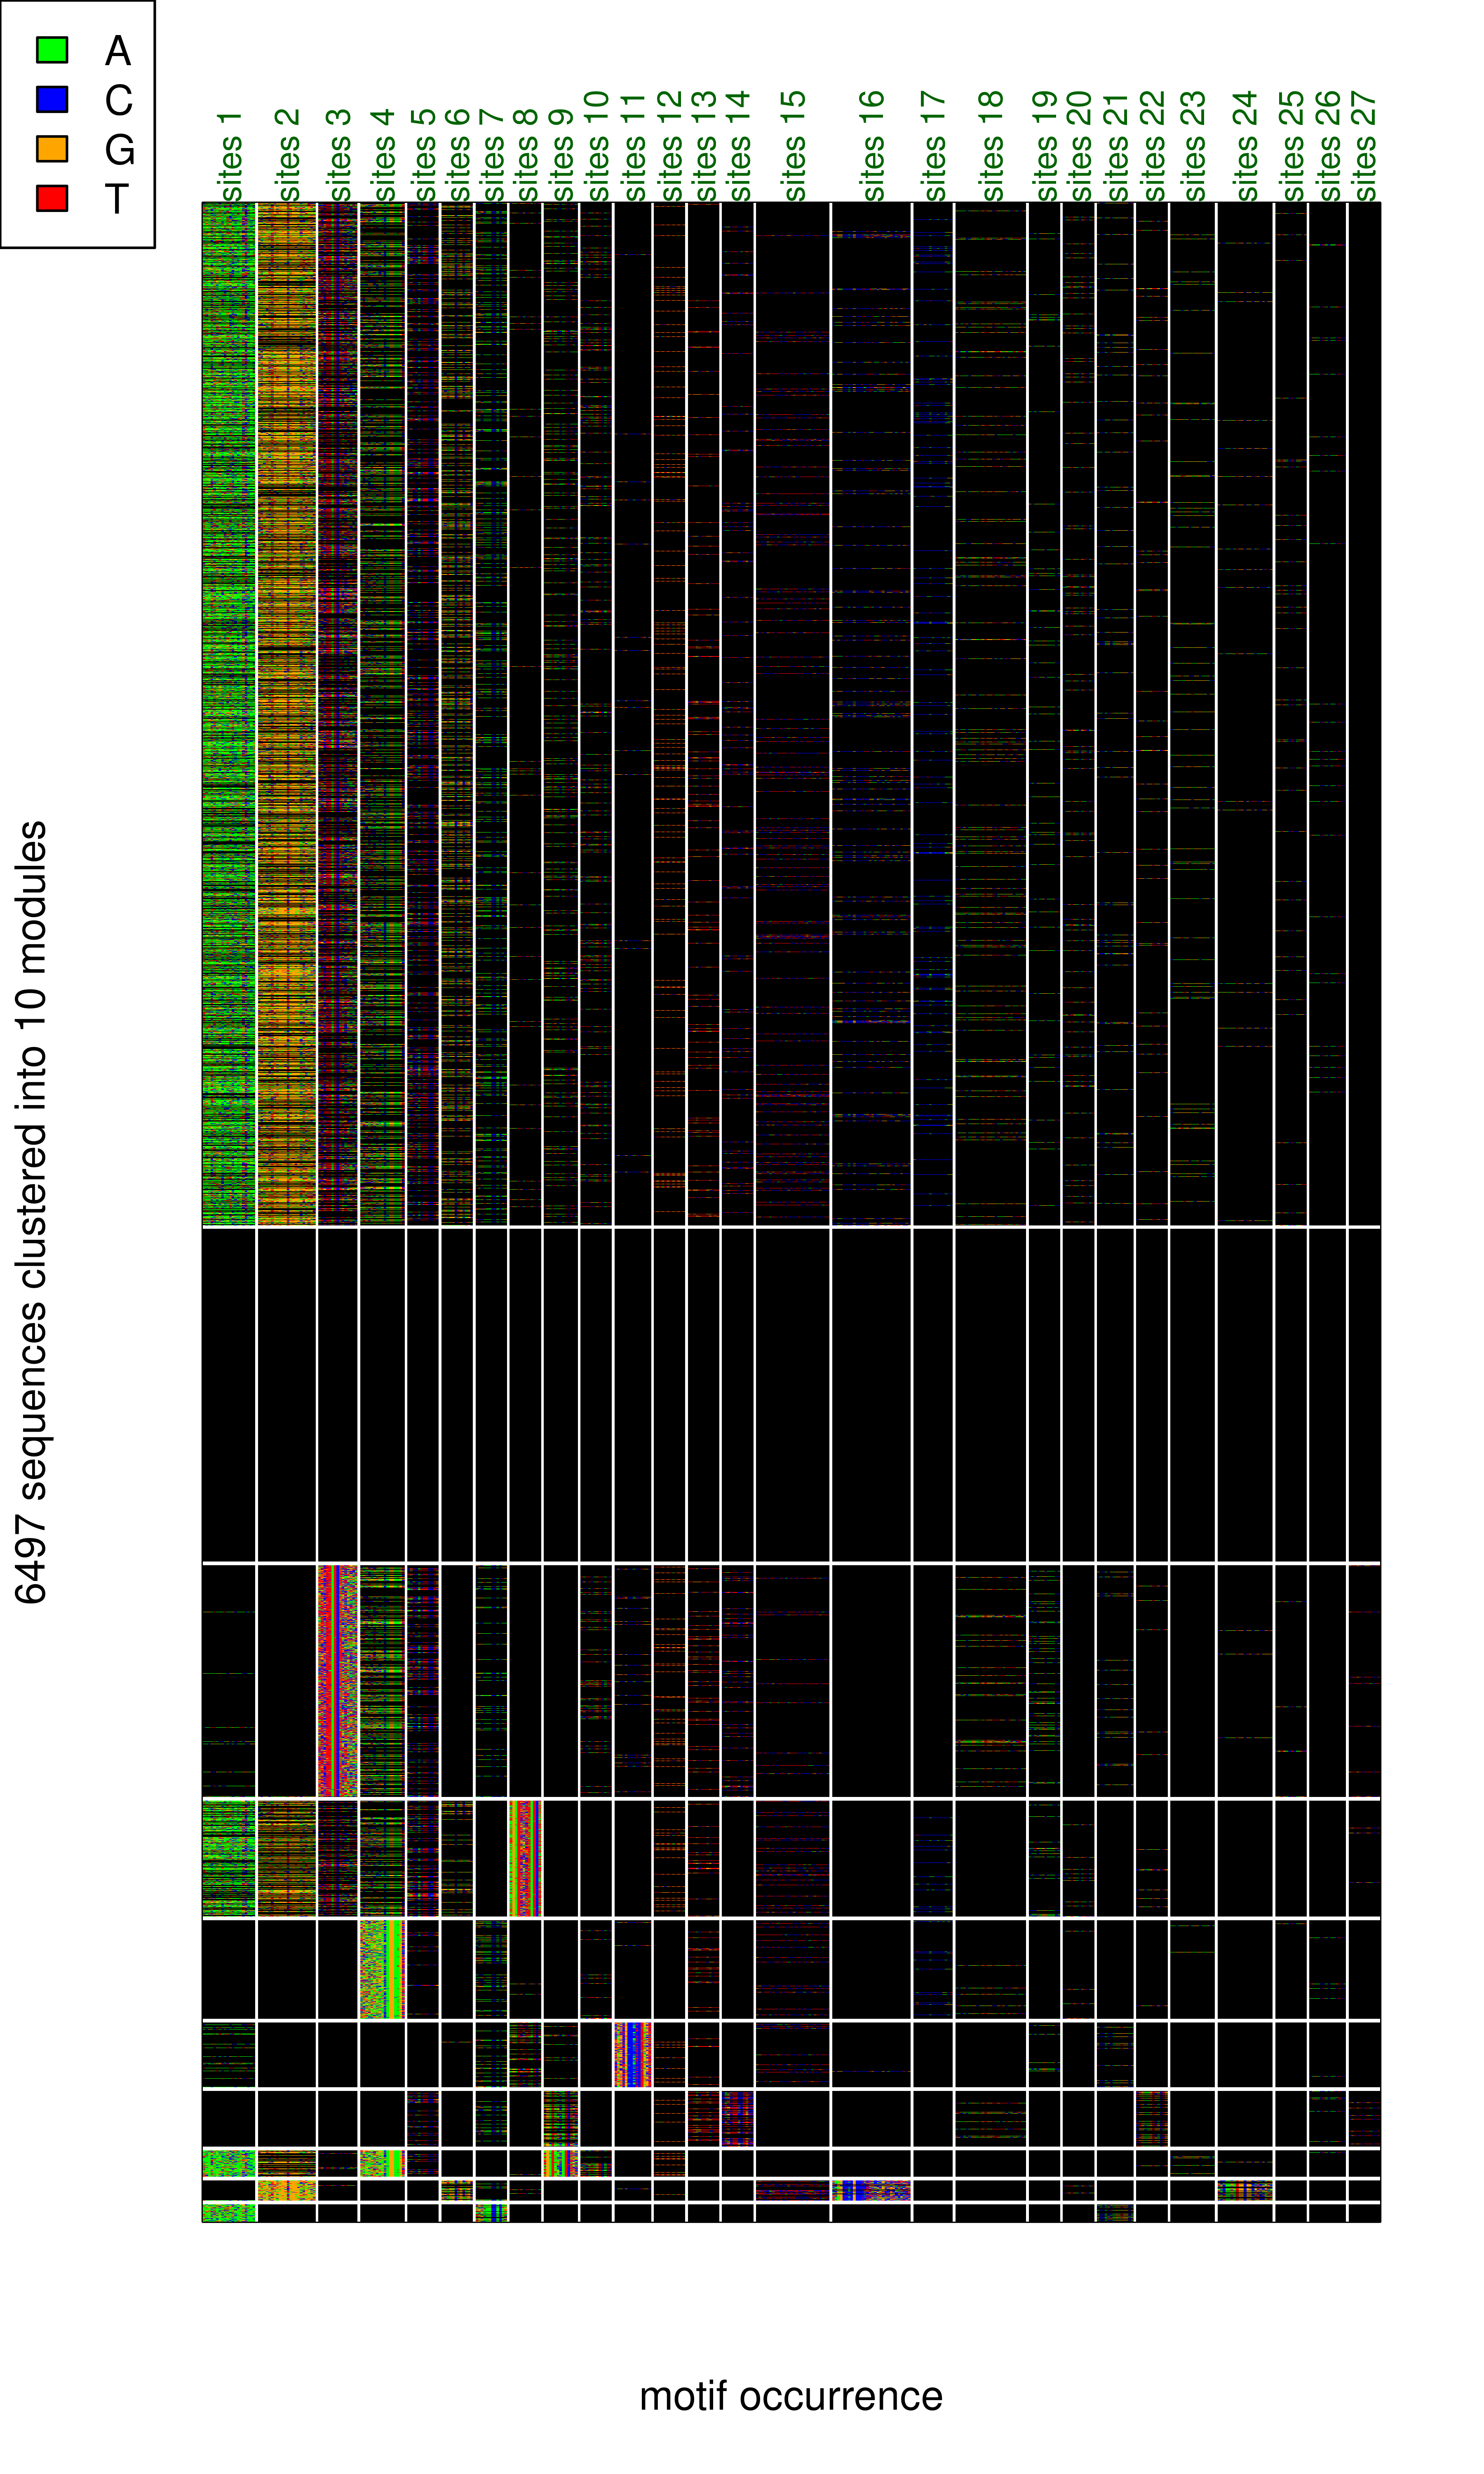 A
C
G
T
sites 1
sites 2
sites 3
sites 4
sites 5
sites 6
sites 7
sites 8
sites 9
sites 10
sites 11
sites 12
sites 13
sites 14
sites 15
sites 16
sites 17
sites 18
sites 19
sites 20
sites 21
sites 22
sites 23
sites 24
sites 25
sites 26
sites 27
6497 sequences clustered into 10 modules
motif occurrence